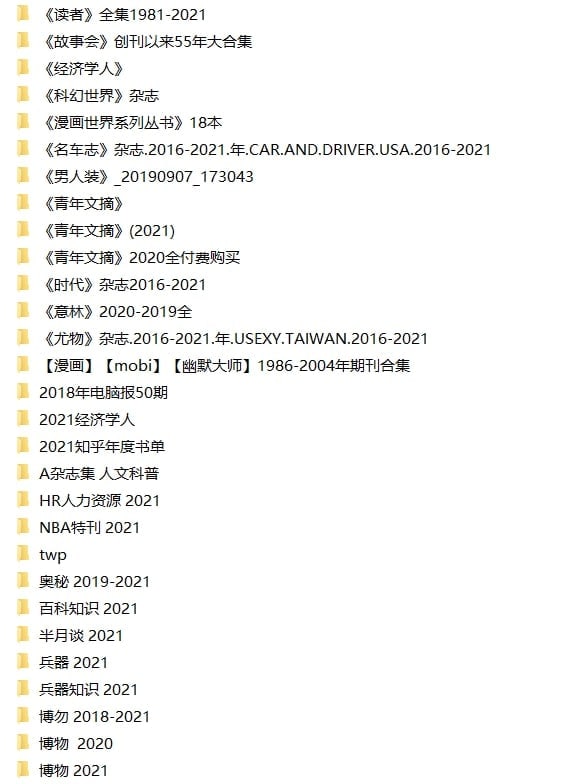 《读者》全集1981-2021
《故事会》创刊以来55年大合集
《经济学人》
《科幻世界》杂志
《漫画世界系列丛书》18本
《名车志》杂志.2016-2021.年.CAR.AND.DRIVER.USA.2016-2021
《男人装》_20190907_173043
《青年文摘》
《青年文摘》(2021)
《青年文摘》2020全付费购买
《时代》杂志2016-2021
《意林》2020-2019全
《尤物》杂志.2016-2021.年.USEXY.TAIWAN.2016-2021
【漫画】【mobi】【幽默大师】1986-2004年期刊合集
2018年电脑报50期
2021经济学人
2021知乎年度书单
A杂志集 人文科普
HR人力资源 2021
NBA特刊 2021
twp
奥秘 2019-2021
百科知识 2021
半月谈 2021
兵器 2021
兵器知识 2021
博勿 2018-2021
博物  2020
博物 2021